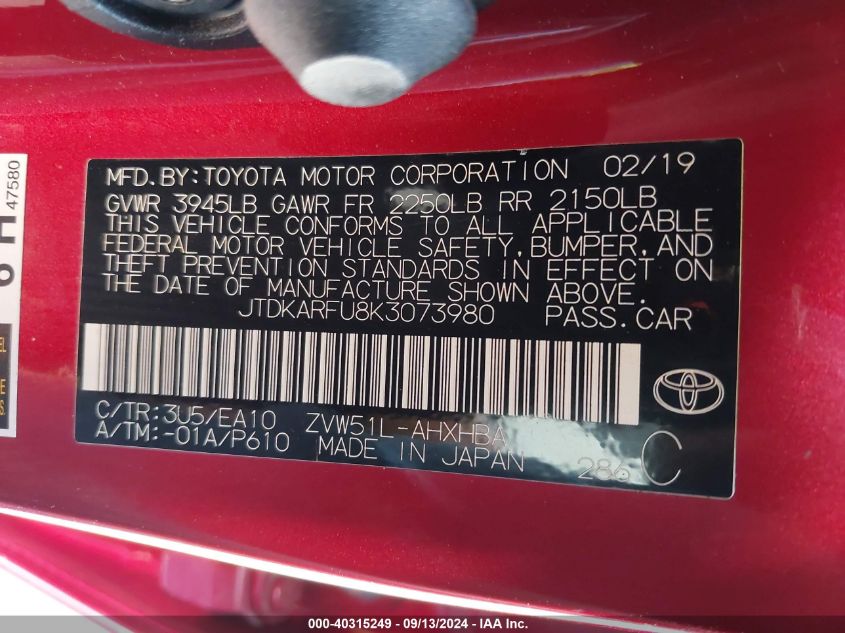 MFD.BY:TOYOTA MOTOR CORPORATION 02/19
GVWR 3945LB GAWR FR 2250LB RR 2150LB
THIS VEHICLE CONFORMS TO ALL APPLICABLE
FEDERAL MOTOR VEHICLE SAFETY,BUMPER,AND
THEFT PREVENTION STANDARDS IN EFFECT ON
THE DATE OF MANUFACTURE SHOWN ABOVE.
JTDKARFU8K3073980 PASS.CAR
C/TR:3U5/EA10 ZVW51L-AHXHBA
A/TM:-01A/P610 MADE IN JAPAN 286 C
47580
000-40315249 - 09/13/2024 - IAA Inc.